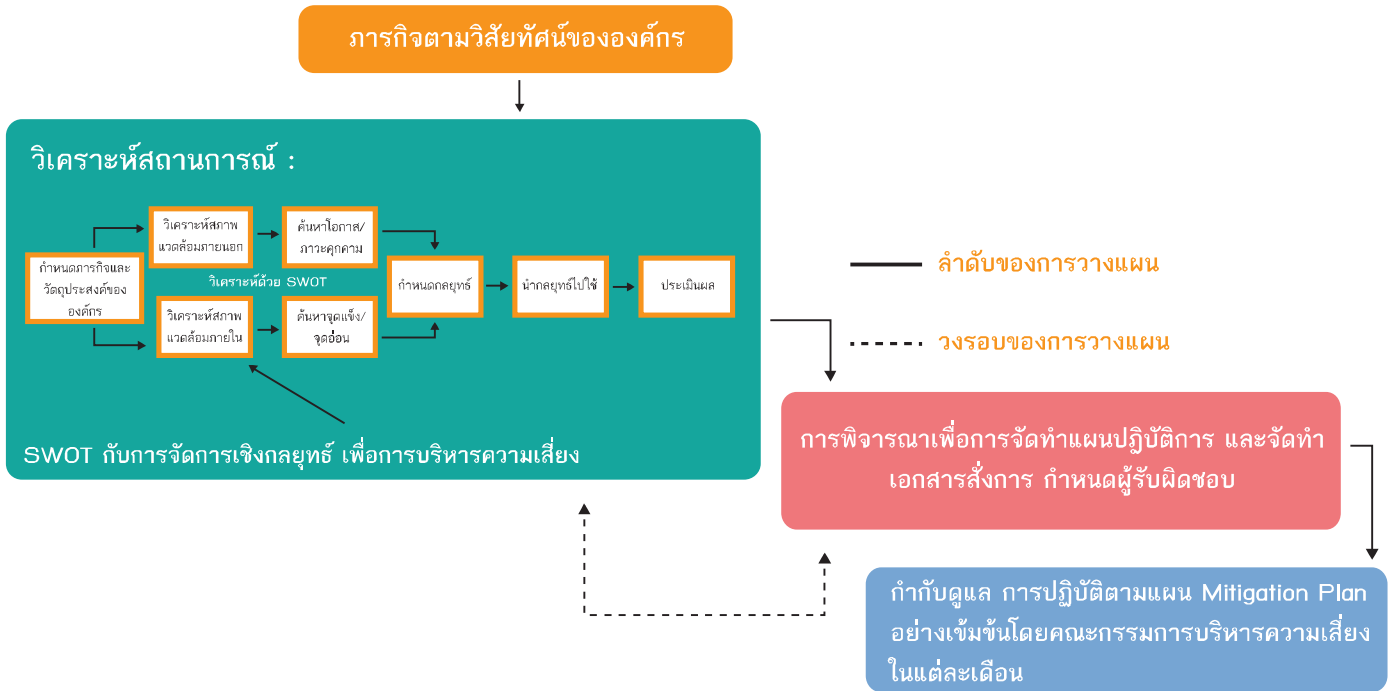 ภารกิจตามวิสัยทัศน์ขององค์กร
วิเคราะห์สถานการณ์ :
กำหนดภารกิจและ
วัตถุประสงค์ของ
องค์กร
วิเคราะห์สภาพ
แวดล้อมภายนอก
ค้นหาโอกาส/
ภาวะคุกคาม
วิเคราะห์ด้วย SWOT
วิเคราะห์สภาพ
แวดล้อมภายใน
ค้นหาจุดแข็ง/
จุดอ่อน
กำหนดกลยุทธ์
นำกลยุทธ์ไปใช้
ประเมินผล
SWOT กับการจัดการเชิงกลยุทธ์ เพื่อการบริหารความเสี่ยง
ลำดับของการวางแผน
วงรอบของการวางแผน
การพิจารณาเพื่อการจัดทำแผนปฏิบัติการ และจัดทำ
เอกสารสั่งการ กำหนดผู้รับผิดชอบ
กำกับดูแล การปฏิบัติตามแผน Mitigation Plan
อย่างเข้มข้นโดยคณะกรรมการบริหารความเสี่ยง
ในแต่ละเดือน